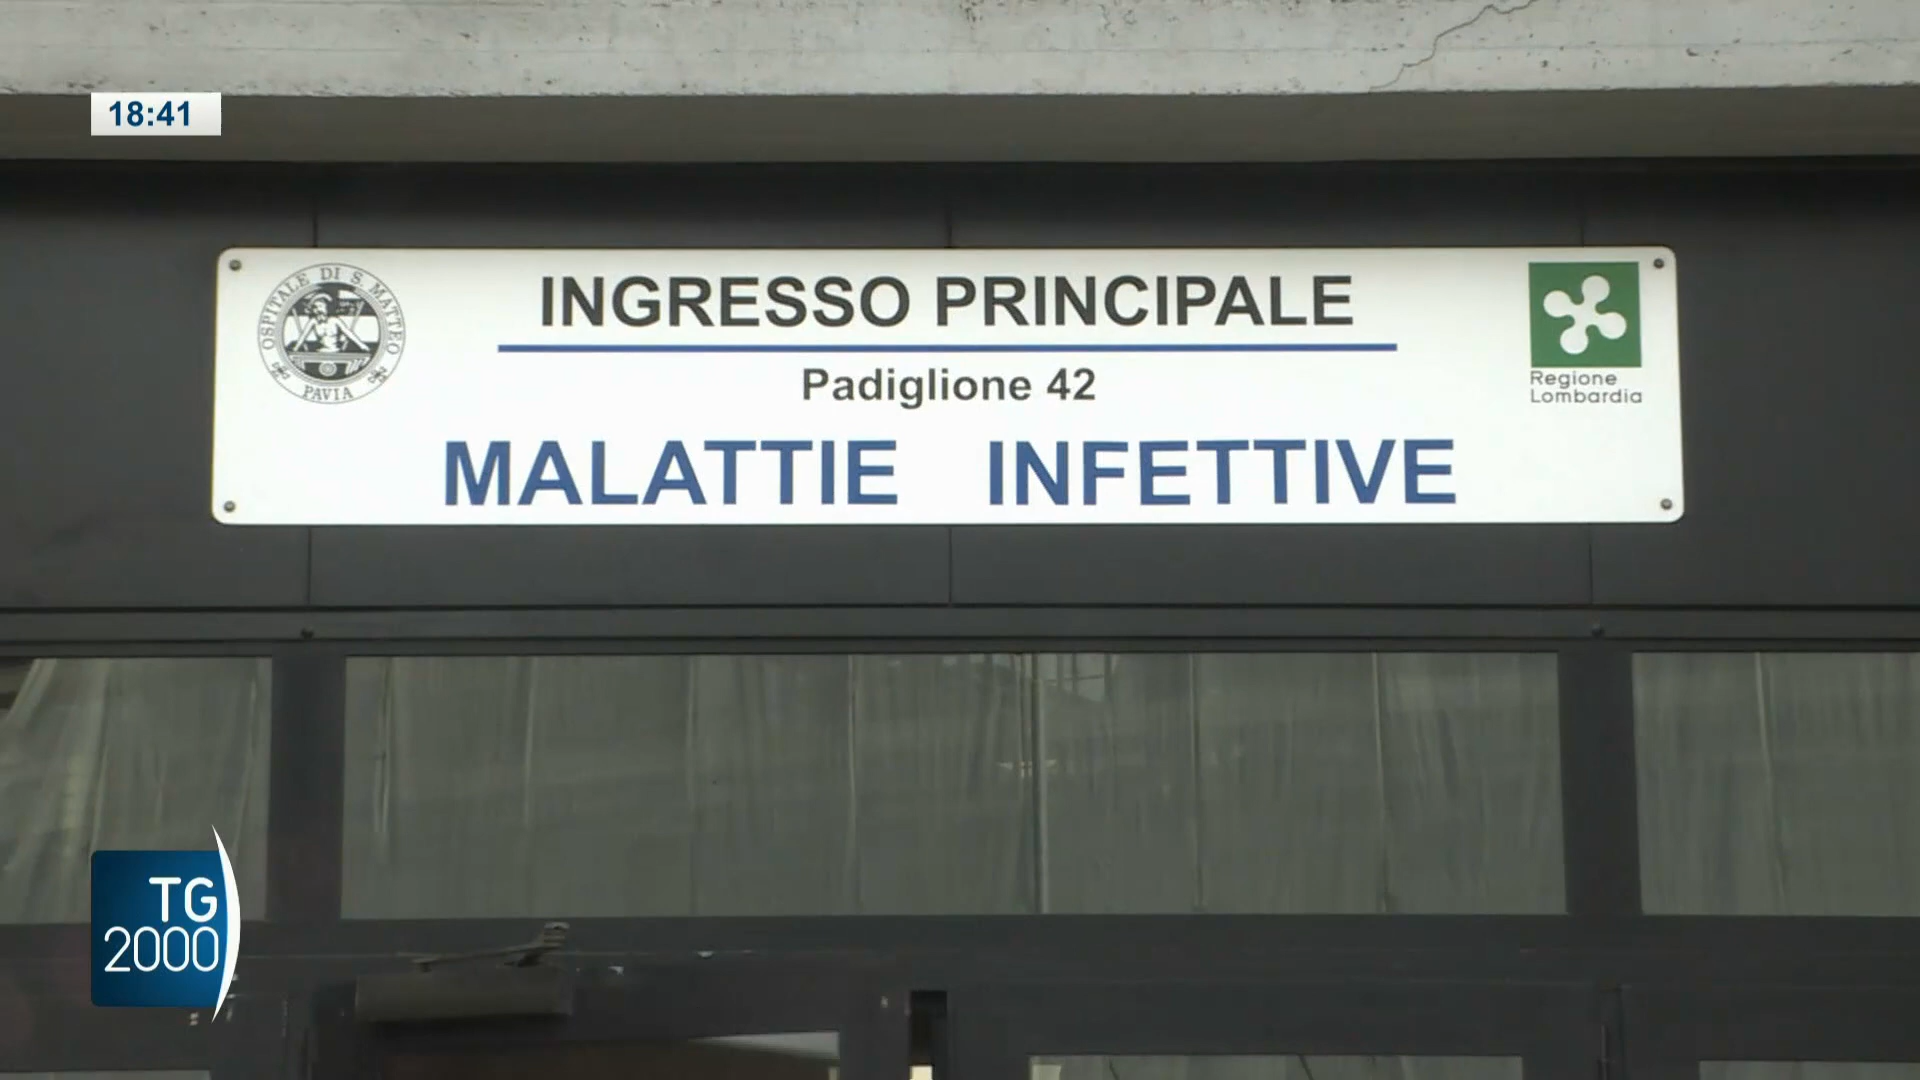 18:41
OSPITALE DI S. MATTEO
PAVIA
INGRESSO PRINCIPALE
Padiglione 42
MALATTIE INFETTIVE
Regione
Lombardia
TG
2000